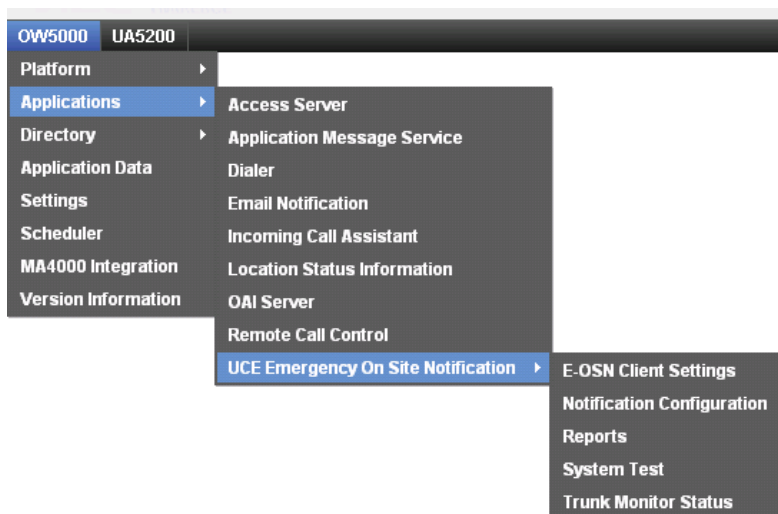 OW5000 UA5200
Platform
Applications
Directory
Application Data
Settings
Scheduler
MA4000 Integration
Version Information
Access Server
Application Message Service
Dialer
Email Notification
Incoming Call Assistant
Location Status Information
OAI Server
Remote Call Control
UCE Emergency On Site Notification
E-OSN Client Settings
Notification Configuration
Reports
System Test
Trunk Monitor Status